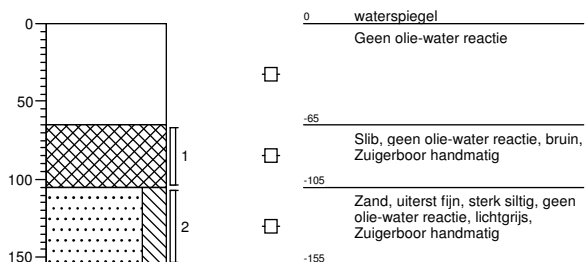 0
0 waterspiegel
Geen olie-water reactie
50
-65
1
Slib, geen olie-water reactie, bruin,
Zuigerboor handmatig
100
-105
2
Zand, uiterst fijn, sterk siltig, geen
olie-water reactie, lichtgrijs,
Zuigerboor handmatig
150
-155